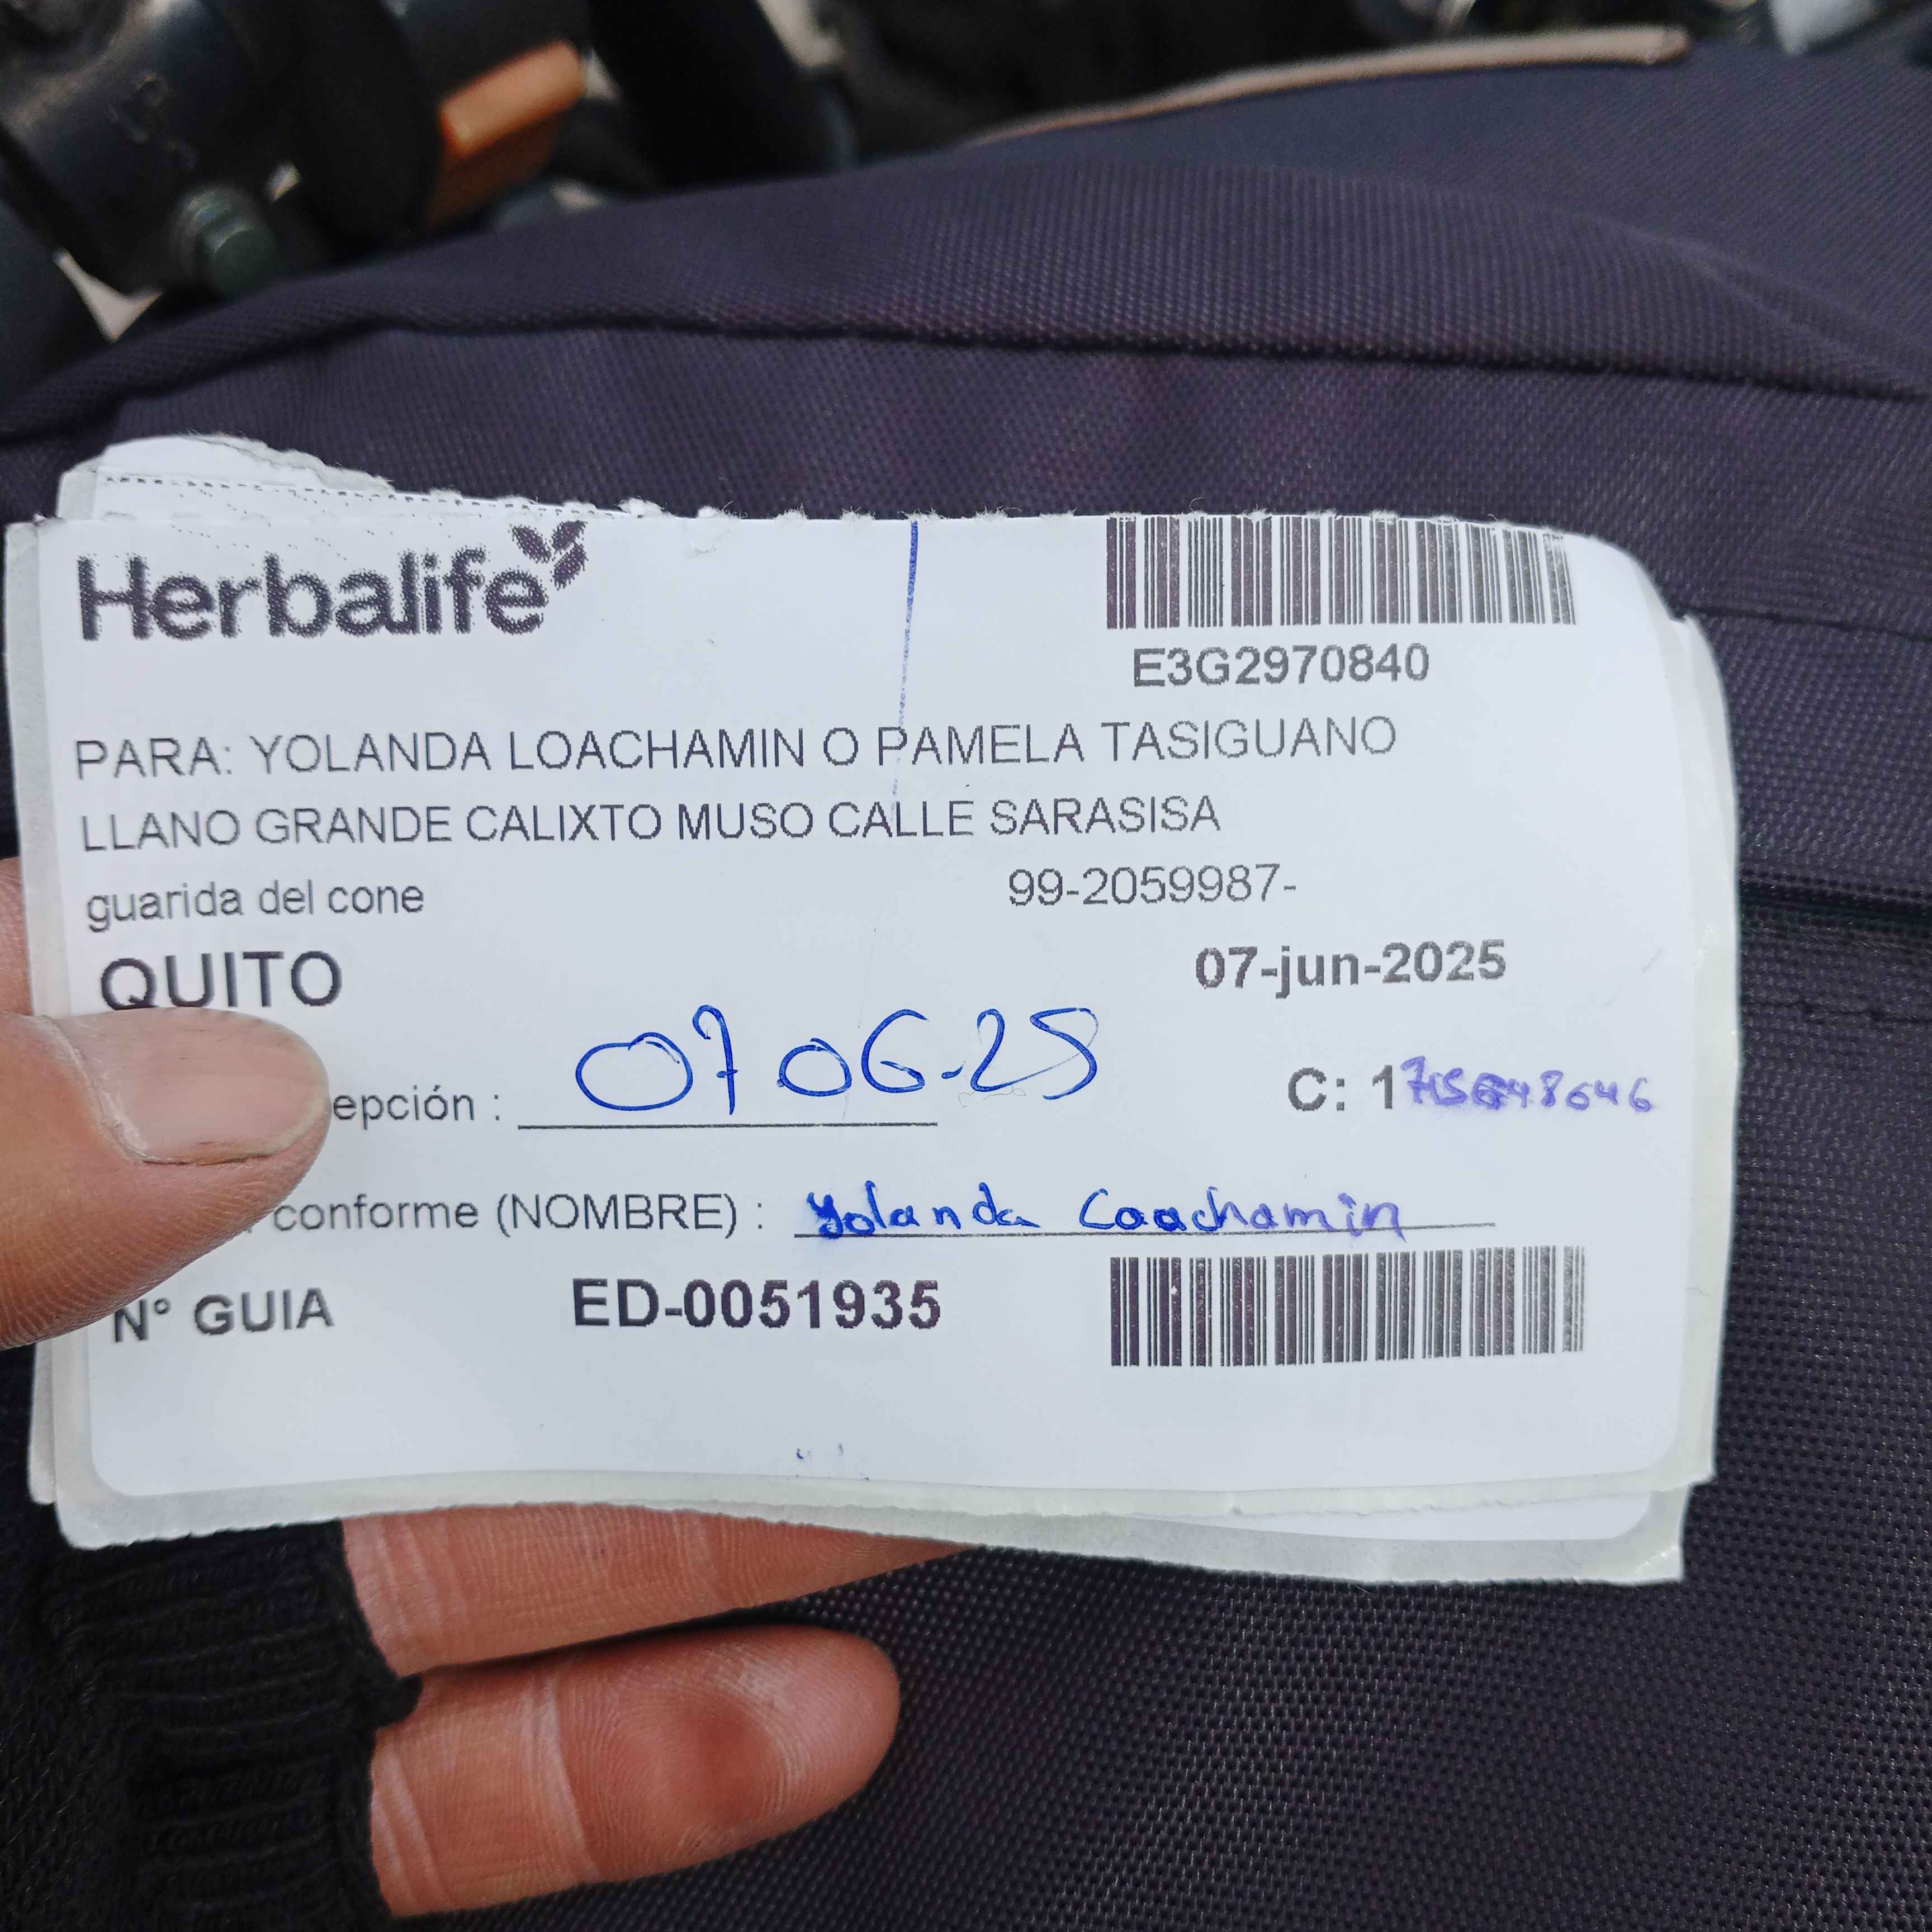 Herbalife
E3G2970840
PARA: YOLANDA LOACHAMIN O PAMELA TASIGUANO
LLANO GRANDE CALIXTO MUSO CALLE SARASISA
guarida del cone 99-2059987-
QUITO 07-jun-2025
epción : 07 06-25 C: 1
conforme (NOMBRE) : Yolanda Loachamin
N° GUIA ED-0051935